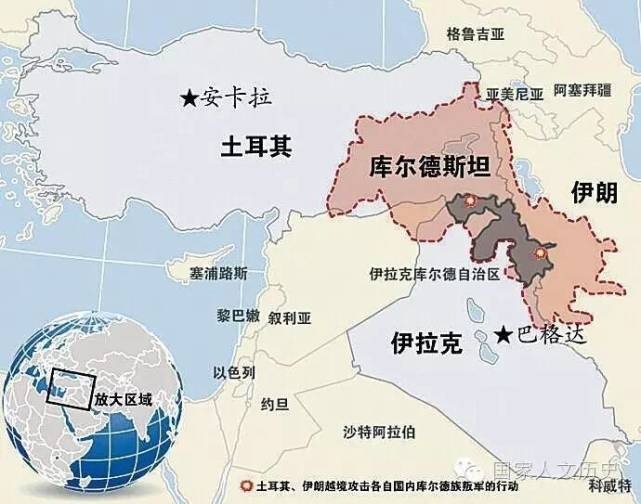 格鲁吉亚
亚美尼亚
阿塞拜疆
★安卡拉
土耳其
库尔德斯坦
伊朗
塞浦路斯
伊拉克库尔德自治区
黎巴嫩
叙利亚
伊拉克
★巴格达
以色列
放大区域
约旦
沙特阿拉伯
国家人文历史
土耳其、伊朗越境攻击各自国内库尔德族叛军的行动
科威特